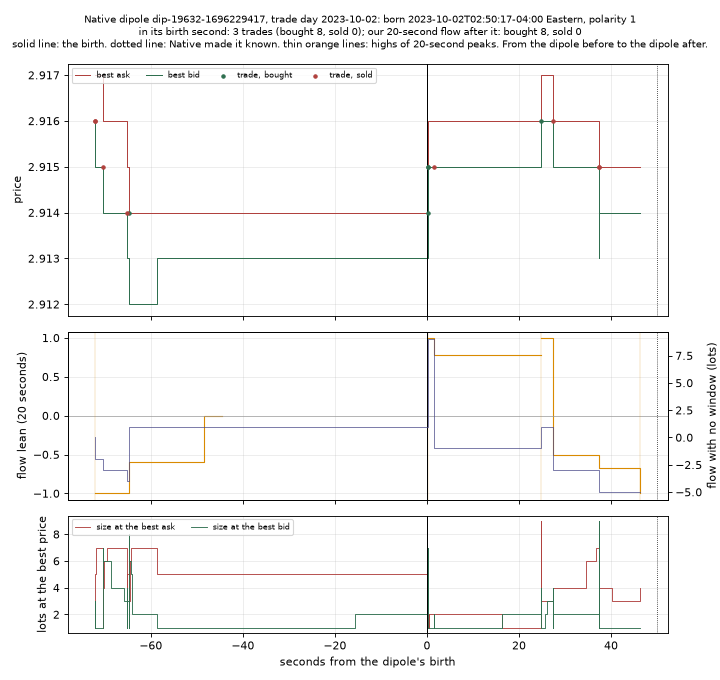 Native dipole dip-19632-1696229417, trade day 2023-10-02: born 2023-10-02T02:50:17-04:00 Eastern, polarity 1
in its birth second: 3 trades (bought 8, sold 0); our 20-second flow after it: bought 8, sold 0
solid line: the birth. dotted line: Native made it known. thin orange lines: highs of 20-second peaks. From the dipole before to the dipole after.
best ask
best bid
trade, bought
trade, sold
2.917
2.916
2.915
2.914
2.913
2.912
price
1.0
0.5
0.0
−0.5
−1.0
flow lean (20 seconds)
7.5
5.0
2.5
0.0
−2.5
−5.0
flow with no window (lots)
size at the best ask
size at the best bid
8
6
4
2
lots at the best price
−60
−40
−20
0
20
40
seconds from the dipole's birth